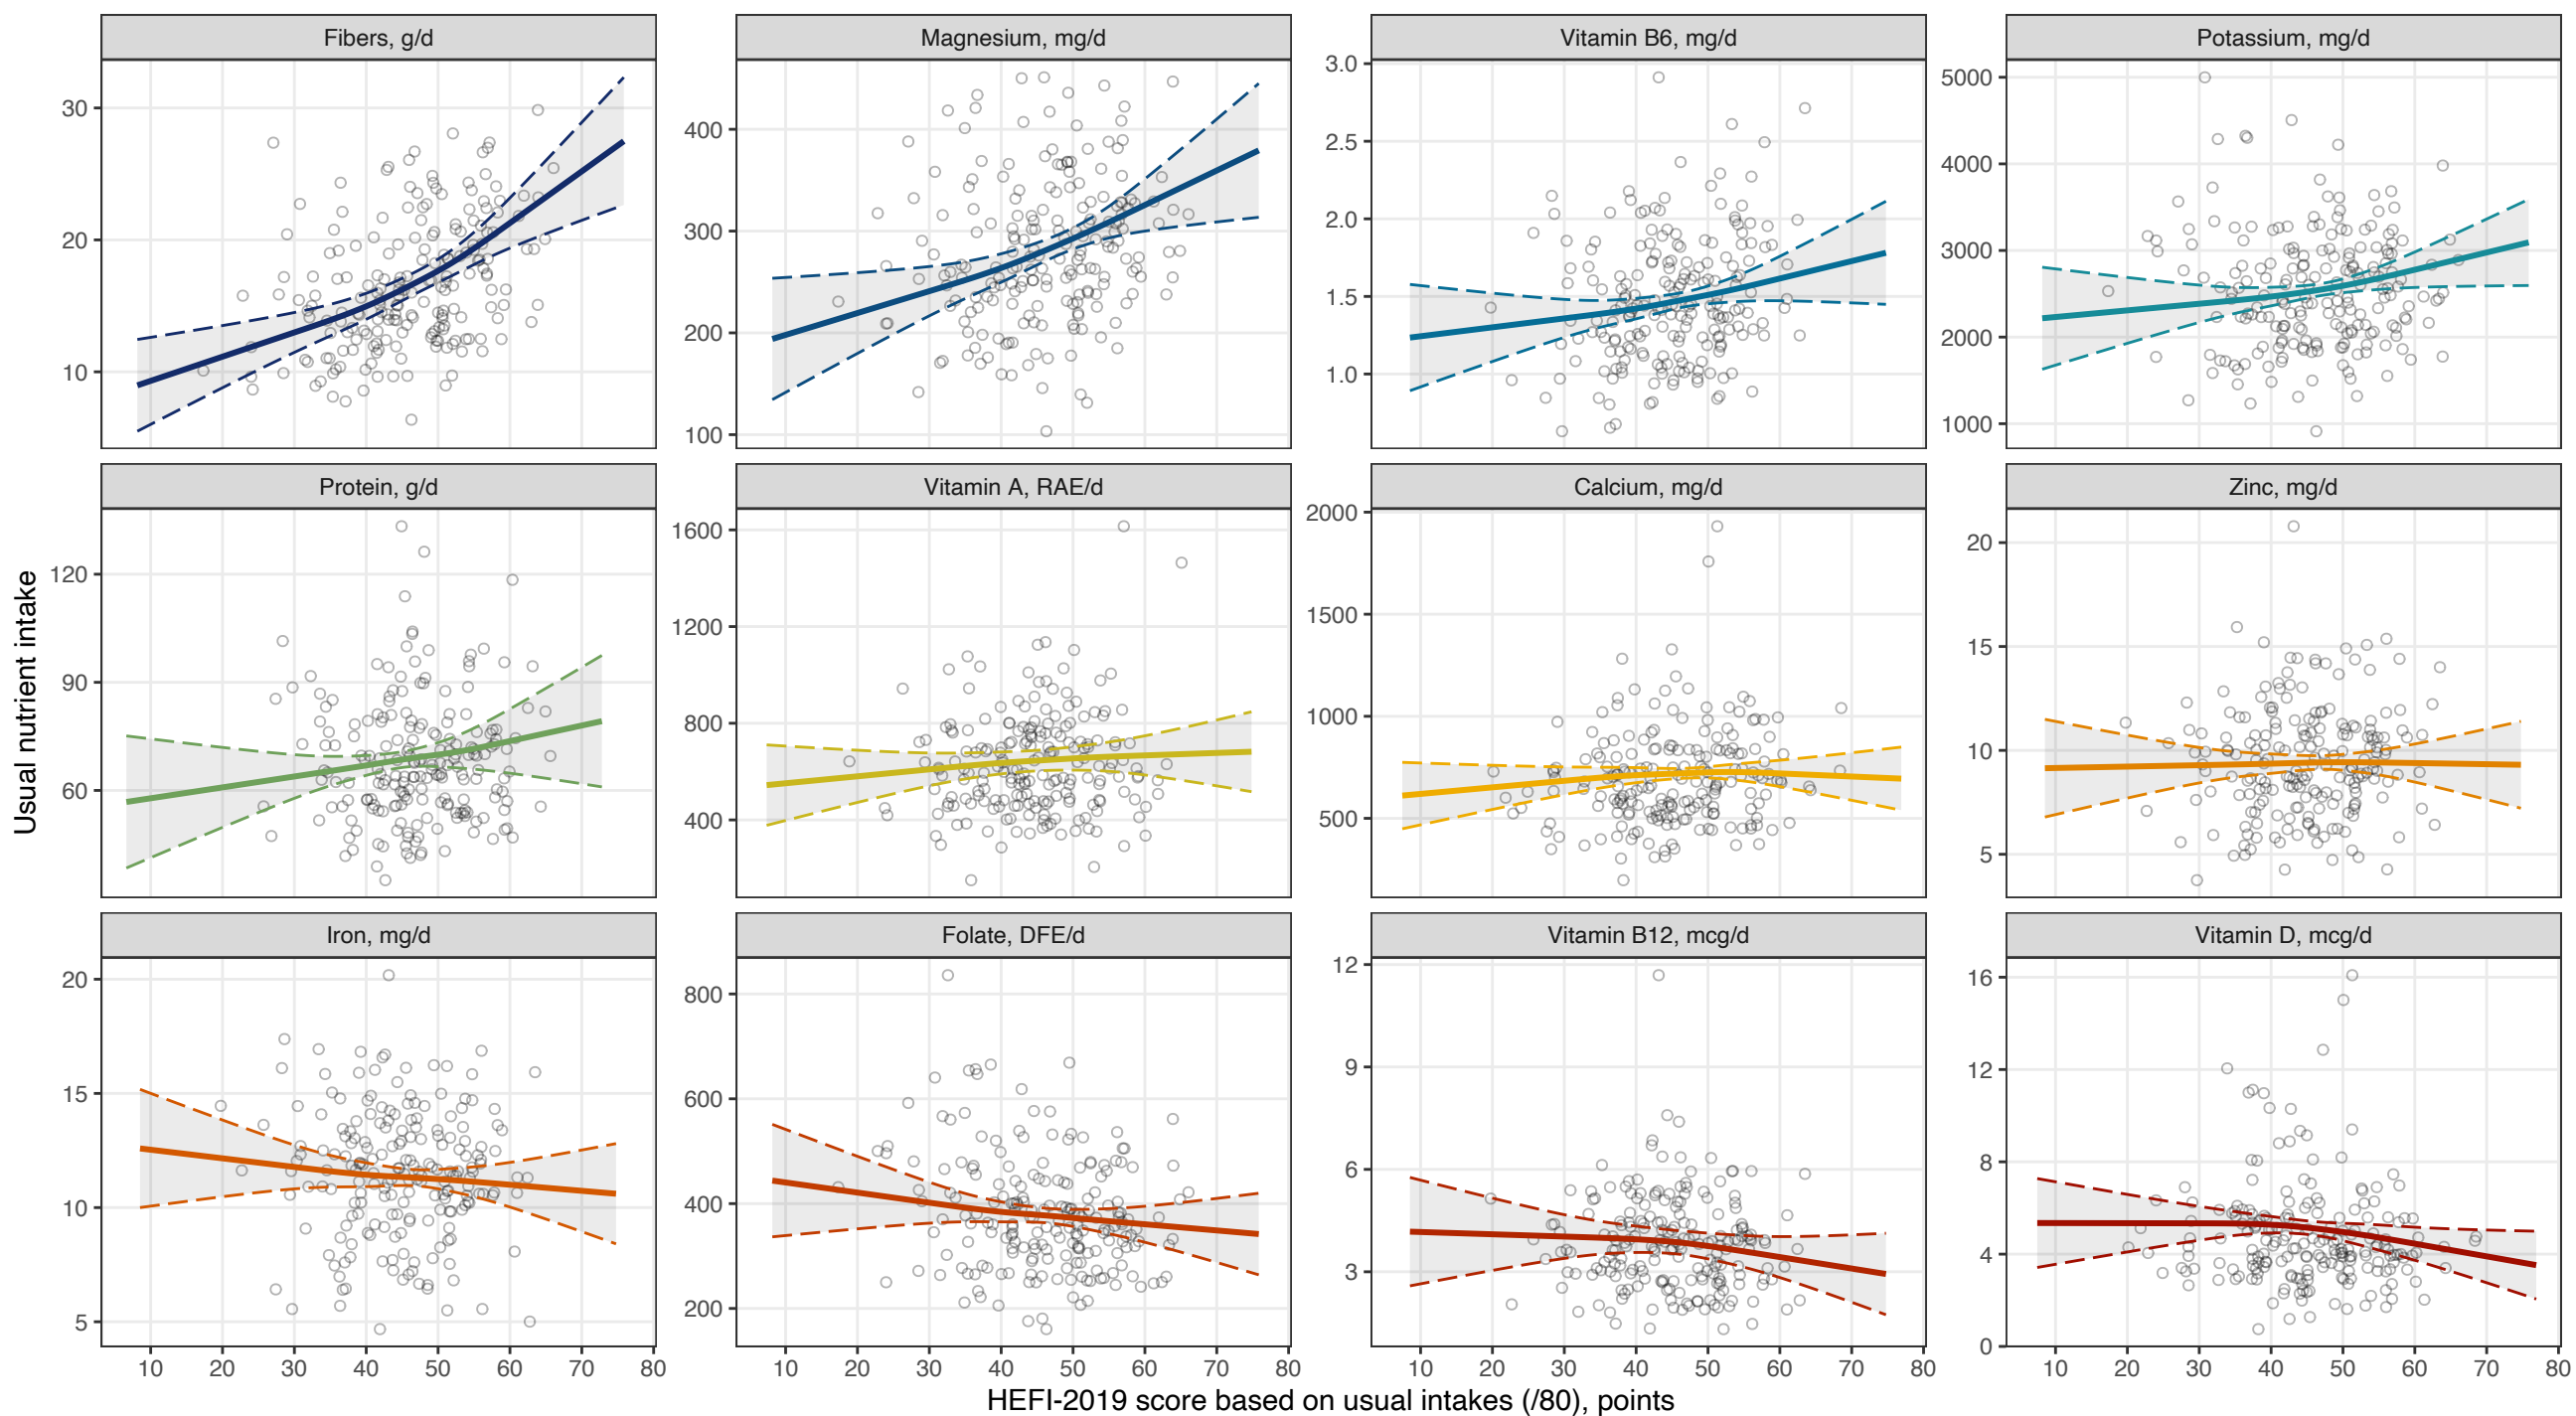 Fibers, g/d
Magnesium, mg/d
Vitamin B6, mg/d
Potassium, mg/d
30
20
10
400
300
200
100
3.0
2.5
2.0
1.5
1.0
5000
4000
3000
2000
1000
Protein, g/d
Vitamin A, RAE/d
Calcium, mg/d
Zinc, mg/d
Usual nutrient intake
120
90
60
1600
1200
800
400
2000
1500
1000
500
20
15
10
5
Iron, mg/d
Folate, DFE/d
Vitamin B12, mcg/d
Vitamin D, mcg/d
20
15
10
5
800
600
400
200
12
9
6
3
16
12
8
4
0
10 20 30 40 50 60 70 80
10 20 30 40 50 60 70 80
10 20 30 40 50 60 70 80
10 20 30 40 50 60 70 80
HEFI-2019 score based on usual intakes (/80), points